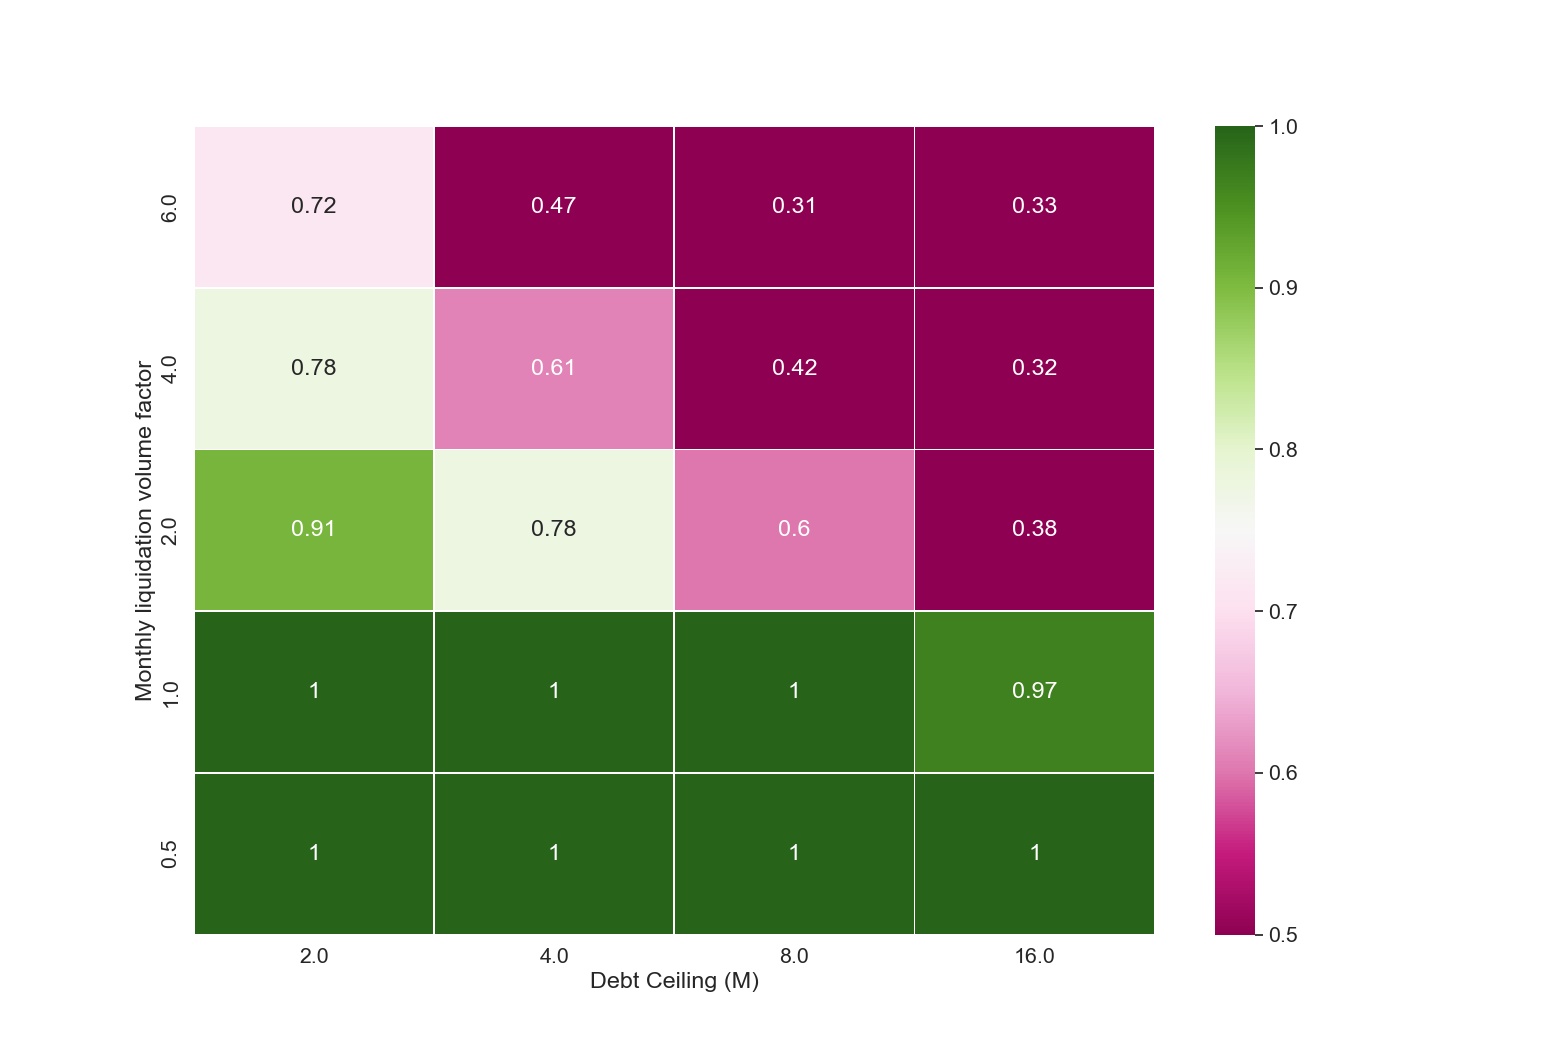 Monthly liquidation volume factor
6.0 0.72 0.47 0.31 0.33
4.0 0.78 0.61 0.42 0.32
2.0 0.91 0.78 0.6 0.38
1.0 1 1 1 0.97
0.5 1 1 1 1
2.0 4.0 8.0 16.0
Debt Ceiling (M)
1.0
0.9
0.8
0.7
0.6
0.5